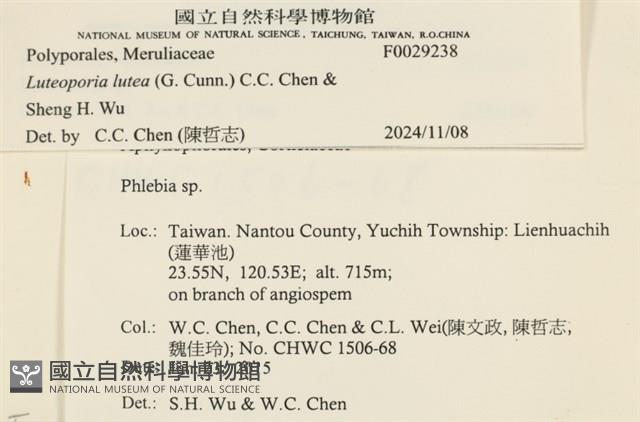 國立自然科學博物館
NATIONAL MUSEUM OF NATURAL SCIENCE, TAICHUNG, TAIWAN, R.O.CHINA
Polyporales, Meruliaceae F0029238
Luteoporia lutea (G. Cunn.) C.C. Chen &
Sheng H. Wu
Det. by C.C. Chen (陳哲志) 2024/11/08
Phlebia sp.
Loc.: Taiwan. Nantou County, Yuchih Township: Lienhuachih
(蓮華池)
23.55N, 120.53E; alt. 715m;
on branch of angiospem
Col.: W.C. Chen, C.C. Chen & C.L. Wei(陳文政, 陳哲志,
魏佳玲); No. CHWC 1506-68
國立自然科學博物館
NATIONAL MUSEUM OF NATURAL SCIENCE
Det.: S.H. Wu & W.C. Chen